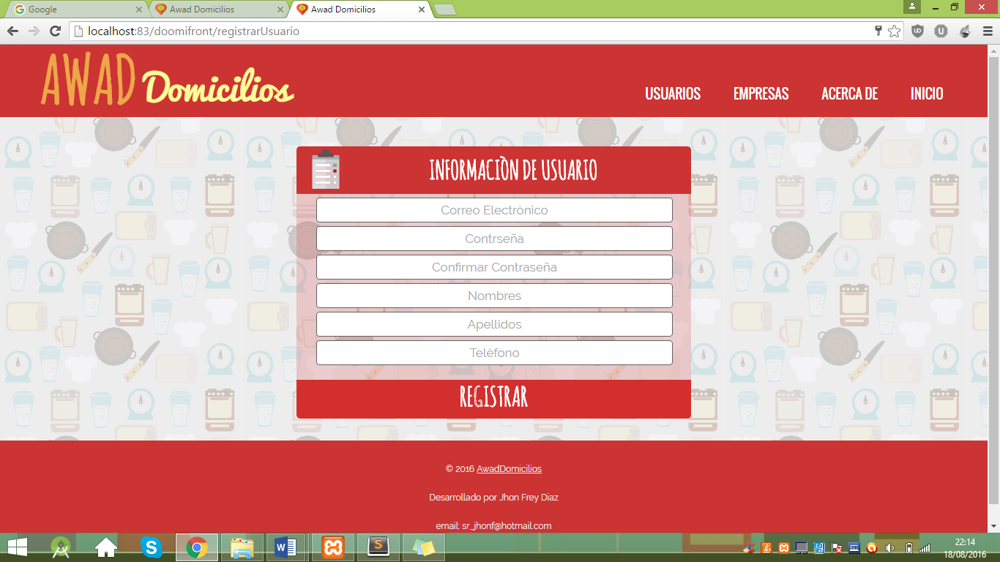 Google
Awad Domicilios
Awad Domicilios
localhost:83/doomifront/registrarUsuario
AWAD Domicilios
USUARIOS
EMPRESAS
ACERCA DE
INICIO
INFORMACIÒN DE USUARIO
Correo Electrònico
Contrseña
Confirmar Contraseña
Nombres
Apellidos
Telèfono
REGISTRAR
© 2016 AwadDomicilios
Desarrollado por Jhon Frey Diaz
email: sr_jhonf@hotmail.com
22:14
18/08/2016